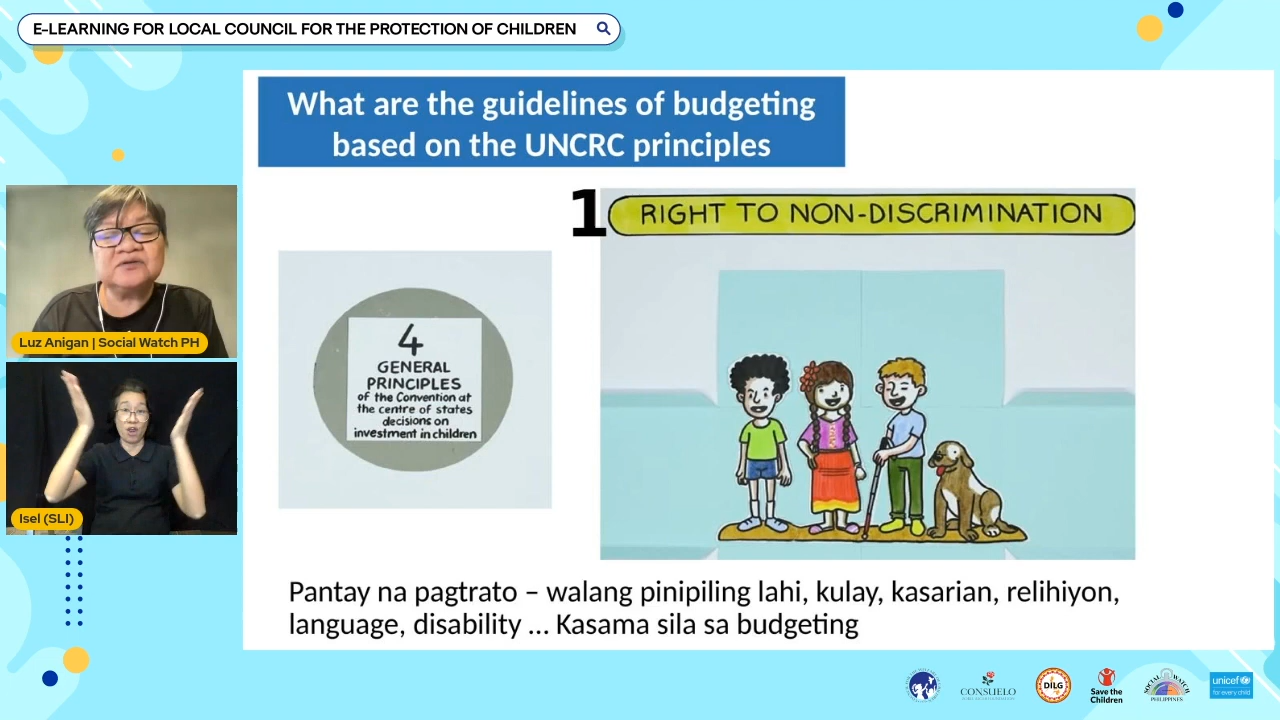 E-LEARNING FOR LOCAL COUNCIL FOR THE PROTECTION OF CHILDREN
What are the guidelines of budgeting
based on the UNCRC principles
1
RIGHT TO NON-DISCRIMINATION
4
GENERAL
PRINCIPLES
of the Convention at
the centre of states
decisions on
investment in children
Luz Anigan | Social Watch PH
Isel (SLI)
Pantay na pagtrato – walang pinipiling lahi, kulay, kasarian, relihiyon,
language, disability ... Kasama sila sa budgeting
CONSUELO
DILG
Save the
Children
SOCIAL WATCH
PHILIPPINES
unicef
for every child